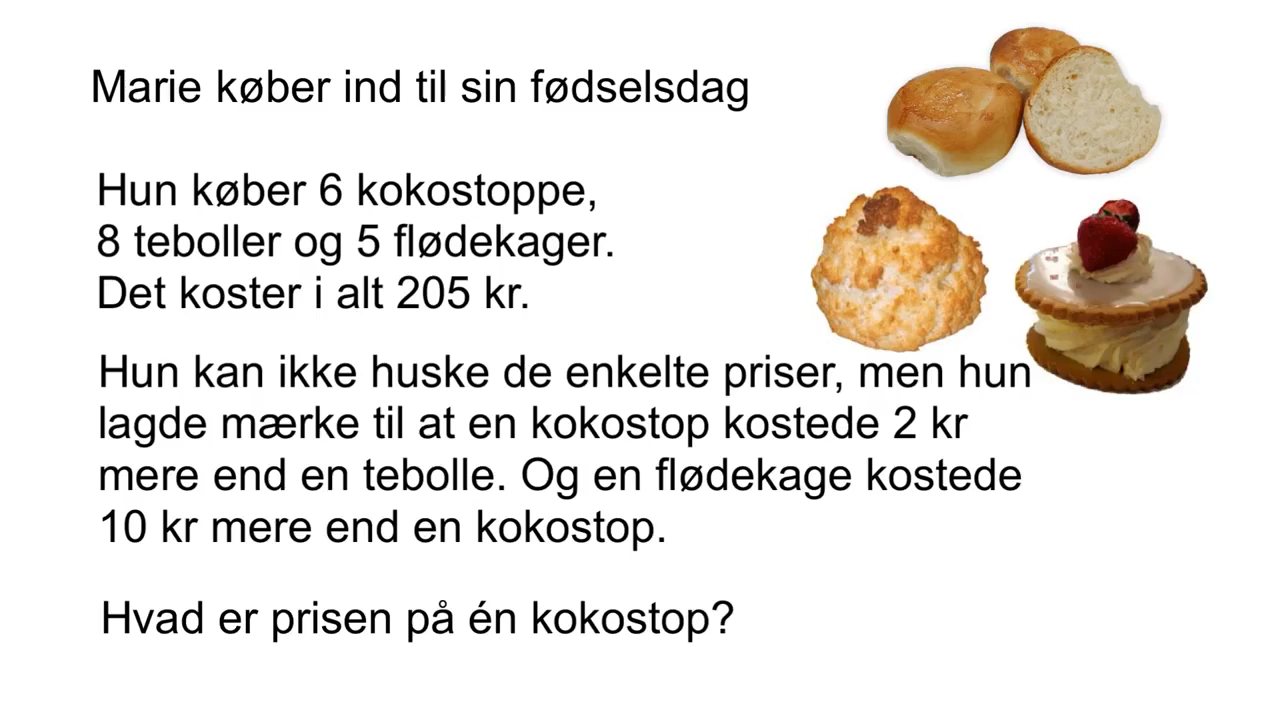 Marie køber ind til sin fødselsdag
Hun køber 6 kokostoppe,
8 teboller og 5 flødekager.
Det koster i alt 205 kr.
Hun kan ikke huske de enkelte priser, men hun
lagde mærke til at en kokostop kostede 2 kr
mere end en tebolle. Og en flødekage kostede
10 kr mere end en kokostop.
Hvad er prisen på én kokostop?